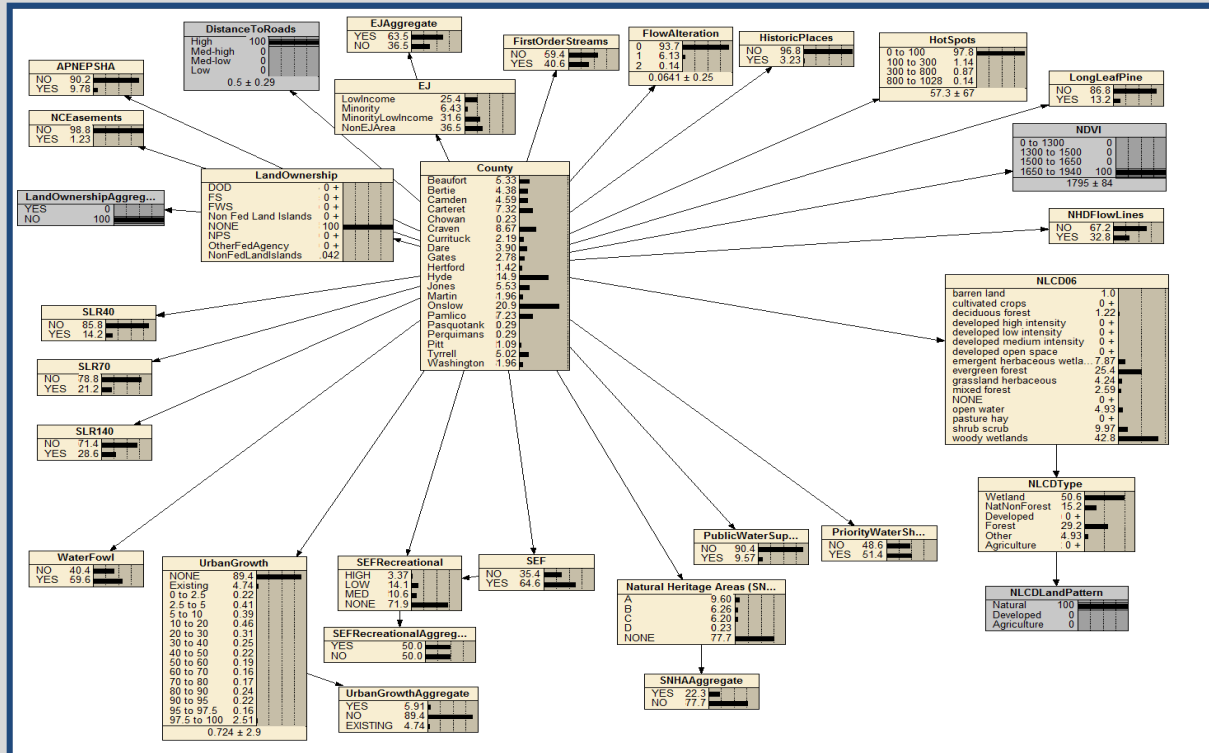 DistanceToRoads
High 100
Med-high 0
Med-low 0
Low 0
0.5 ± 0.29
EJAggregate
YES 63.5
NO 36.5
FirstOrderStreams
NO 59.4
YES 40.6
FlowAlteration
0 93.7
1 6.13
2 0.14
0.0641 ± 0.25
HistoricPlaces
NO 96.8
YES 3.23
HotSpots
0 to 100 97.8
100 to 300 1.14
300 to 800 0.87
800 to 1028 0.14
57.3 ± 67
APNEPSHA
NO 90.2
YES 9.78
EJ
LowIncome 25.4
Minority 6.43
MinorityLowIncome 31.6
NonEJArea 36.5
LongLeafPine
NO 86.8
YES 13.2
NCEasements
NO 98.8
YES 1.23
NDVI
0 to 1300 0
1300 to 1500 0
1500 to 1650 0
1650 to 1940 100
1795 ± 84
LandOwnership
DOD 0 +
FS 0 +
FWS 0 +
Non Fed Land Islands 0 +
NONE 100
NPS 0 +
OtherFedAgency 0 +
NonFedLandIslands .042
LandOwnershipAggreg...
YES 0
NO 100
County
Beaufort 5.33
Bertie 4.38
Camden 4.59
Carteret 7.32
Chowan 0.23
Craven 8.67
Currituck 2.19
Dare 3.90
Gates 2.78
Hertford 1.42
Hyde 14.9
Jones 5.53
Martin 1.96
Onslow 20.9
Pamlico 7.23
Pasquotank 0.29
Perquimans 0.29
Pitt 1.09
Tyrrell 5.02
Washington 1.96
NHDFlowLines
NO 67.2
YES 32.8
NLCD06
barren land 1.0
cultivated crops 0 +
deciduous forest 1.22
developed high intensity 0 +
developed low intensity 0 +
developed medium intensity 0 +
developed open space 0 +
emergent herbaceous wetla... 7.87
evergreen forest 25.4
grassland herbaceous 4.24
mixed forest 2.59
NONE 0 +
open water 4.93
pasture hay 0 +
shrub scrub 9.97
woody wetlands 42.8
SLR40
NO 85.8
YES 14.2
SLR70
NO 78.8
YES 21.2
SLR140
NO 71.4
YES 28.6
NLCDType
Wetland 50.6
NatNonForest 15.2
Developed 0 +
Forest 29.2
Other 4.93
Agriculture 0 +
WaterFowl
NO 40.4
YES 59.6
UrbanGrowth
NONE 89.4
Existing 4.74
0 to 2.5 0.22
2.5 to 5 0.41
5 to 10 0.39
10 to 20 0.46
20 to 30 0.31
30 to 40 0.25
40 to 50 0.22
50 to 60 0.19
60 to 70 0.16
70 to 80 0.17
80 to 90 0.24
90 to 95 0.22
95 to 97.5 0.16
97.5 to 100 2.51
0.724 ± 2.9
SEFRecreational
HIGH 3.37
LOW 14.1
MED 10.6
NONE 71.9
SEF
NO 35.4
YES 64.6
PublicWaterSup...
NO 90.4
YES 9.57
PriorityWaterSh...
NO 48.6
YES 51.4
Natural Heritage Areas (SN...
A 9.60
B 6.26
C 6.20
D 0.23
NONE 77.7
NLCDLandPattern
Natural 100
Developed 0
Agriculture 0
SEFRecreationalAggreg...
YES 50.0
NO 50.0
UrbanGrowthAggregate
YES 5.91
NO 89.4
EXISTING 4.74
SNHAAggregate
YES 22.3
NO 77.7